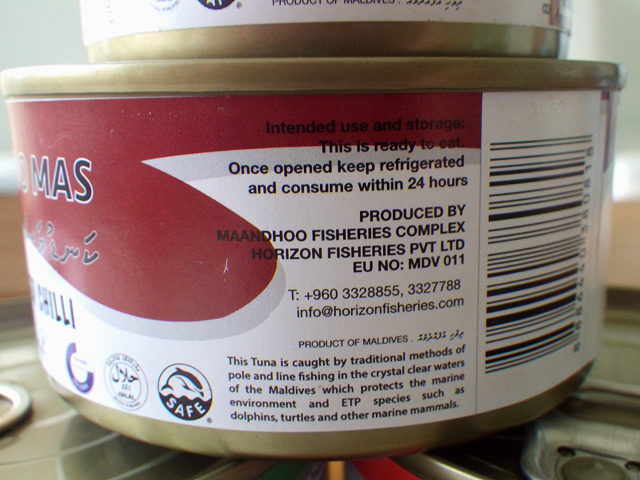 PRODUCT OF MALDIVES
MAS
CHILLI
Intended use and storage:
This is ready to eat.
Once opened keep refrigerated
and consume within 24 hours
PRODUCED BY
MAANDHOO FISHERIES COMPLEX
HORIZON FISHERIES PVT LTD
EU NO: MDV 011
T: +960 3328855, 3327788
info@horizonfisheries.com
PRODUCT OF MALDIVES .
This Tuna is caught by traditional methods of
pole and line fishing in the crystal clear waters
of the Maldives which protects the marine
environment and ETP species such as
dolphins, turtles and other marine mammals.
حلال
HALAL
SAFE